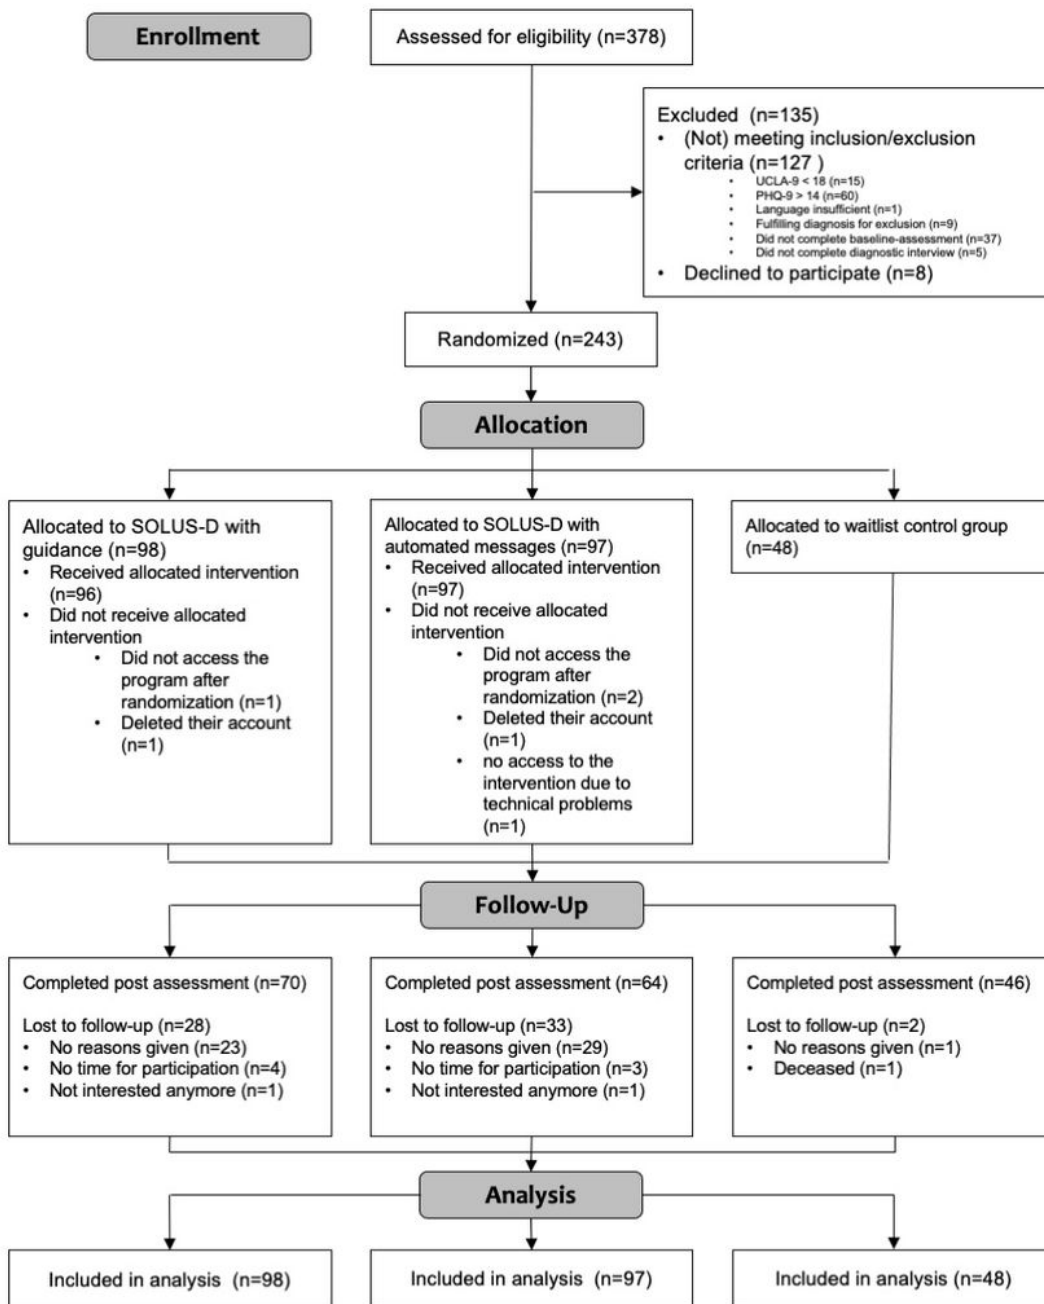 Enrollment
Assessed for eligibility (n=378)
Excluded (n=135)
• (Not) meeting inclusion/exclusion
criteria (n=127 )
• UCLA-9 < 18 (n=15)
• PHQ-9 > 14 (n=60)
• Language insufficient (n=1)
• Fulfilling diagnosis for exclusion (n=9)
• Did not complete baseline-assessment (n=37)
• Did not complete diagnostic interview (n=5)
• Declined to participate (n=8)
Randomized (n=243)
Allocation
Allocated to SOLUS-D with
guidance (n=98)
• Received allocated intervention
(n=96)
• Did not receive allocated
intervention
• Did not access the
program after
randomization (n=1)
• Deleted their account
(n=1)
Allocated to SOLUS-D with
automated messages (n=97)
• Received allocated intervention
(n=97)
• Did not receive allocated
intervention
• Did not access the
program after
randomization (n=2)
• Deleted their account
(n=1)
• no access to the
intervention due to
technical problems
(n=1)
Allocated to waitlist control group
(n=48)
Follow-Up
Completed post assessment (n=70)
Lost to follow-up (n=28)
• No reasons given (n=23)
• No time for participation (n=4)
• Not interested anymore (n=1)
Completed post assessment (n=64)
Lost to follow-up (n=33)
• No reasons given (n=29)
• No time for participation (n=3)
• Not interested anymore (n=1)
Completed post assessment (n=46)
Lost to follow-up (n=2)
• No reasons given (n=1)
• Deceased (n=1)
Analysis
Included in analysis (n=98)
Included in analysis (n=97)
Included in analysis (n=48)